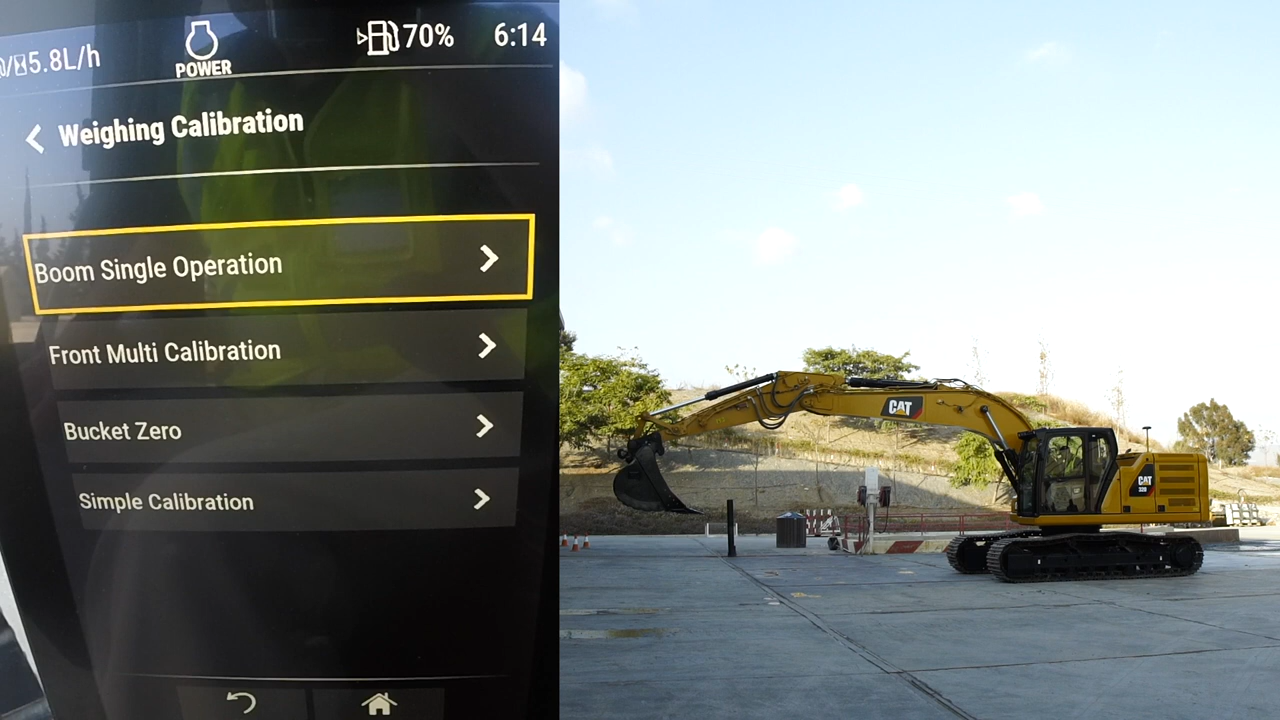 5.8L/h
POWER
70%
6:14
Weighing Calibration
Boom Single Operation
Front Multi Calibration
Bucket Zero
Simple Calibration
CAT
CAT
320